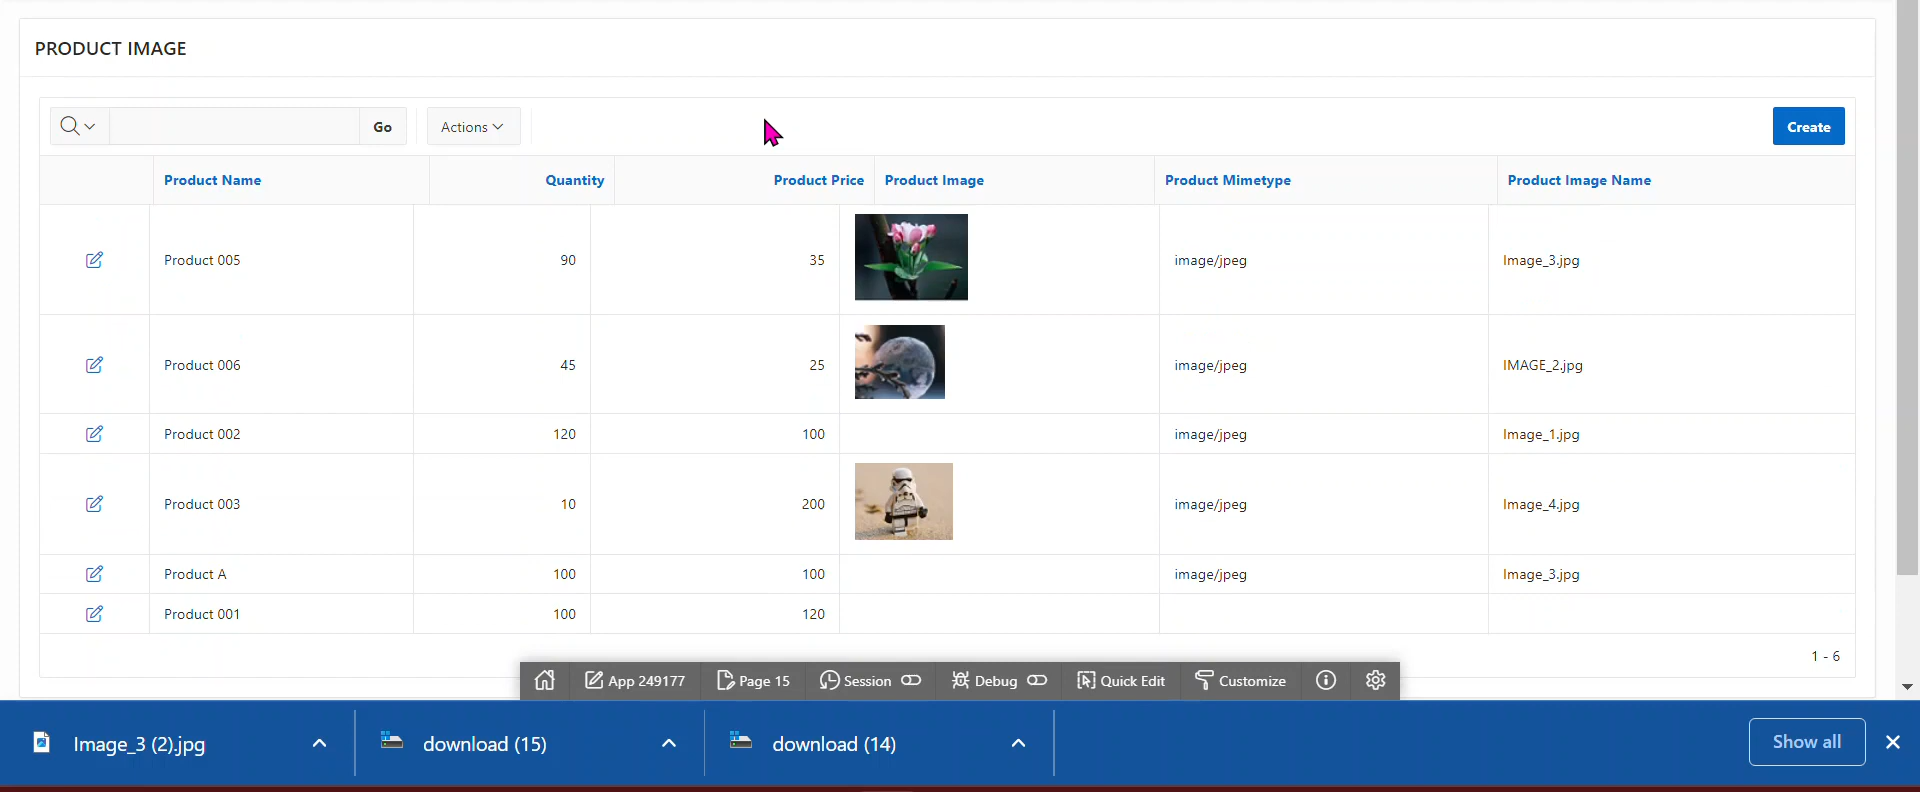 PRODUCT IMAGE
Go Actions Create
Product Name Quantity Product Price Product Image Product Mimetype Product Image Name
Product 005 90 35 image/jpeg Image_3.jpg
Product 006 45 25 image/jpeg IMAGE_2.jpg
Product 002 120 100 image/jpeg Image_1.jpg
Product 003 10 200 image/jpeg Image_4.jpg
Product A 100 100 image/jpeg Image_3.jpg
Product 001 100 120
1 - 6
App 249177 Page 15 Session Debug Quick Edit Customize
Image_3 (2).jpg download (15) download (14) Show all